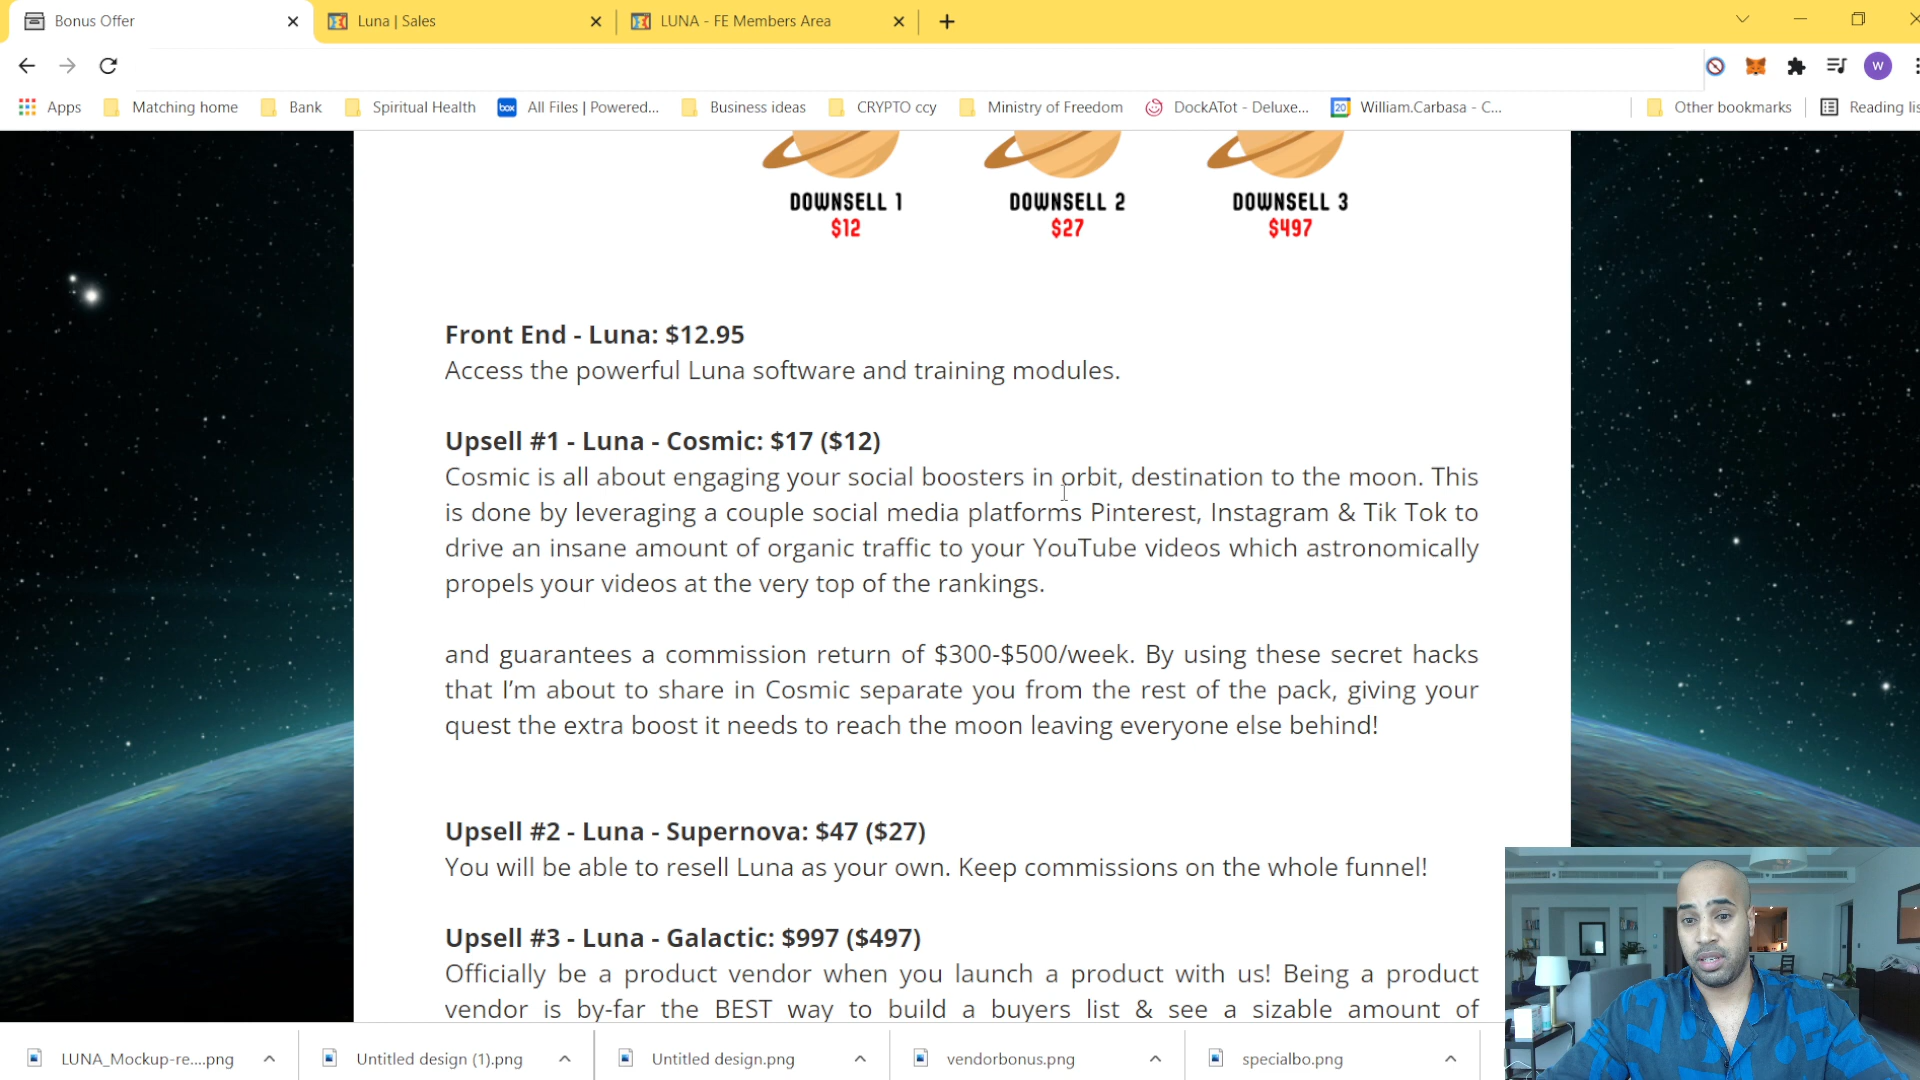 Bonus Offer
Luna | Sales
LUNA - FE Members Area
W
Apps
Matching home
Bank
Spiritual Health
box
All Files | Powered...
Business ideas
CRYPTO ccy
Ministry of Freedom
DockATot - Deluxe...
20
William.Carbasa - C...
Other bookmarks
Reading lis
DOWNSELL 1
$12
DOWNSELL 2
$27
DOWNSELL 3
$497
Front End - Luna: $12.95
Access the powerful Luna software and training modules.
Upsell #1 - Luna - Cosmic: $17 ($12)
Cosmic is all about engaging your social boosters in orbit, destination to the moon. This
is done by leveraging a couple social media platforms Pinterest, Instagram & Tik Tok to
drive an insane amount of organic traffic to your YouTube videos which astronomically
propels your videos at the very top of the rankings.
and guarantees a commission return of $300-$500/week. By using these secret hacks
that I'm about to share in Cosmic separate you from the rest of the pack, giving your
quest the extra boost it needs to reach the moon leaving everyone else behind!
Upsell #2 - Luna - Supernova: $47 ($27)
You will be able to resell Luna as your own. Keep commissions on the whole funnel!
Upsell #3 - Luna - Galactic: $997 ($497)
Officially be a product vendor when you launch a product with us! Being a product
vendor is by-far the BEST way to build a buyers list & see a sizable amount of
LUNA_Mockup-re....png
Untitled design (1).png
Untitled design.png
vendorbonus.png
specialbo.png